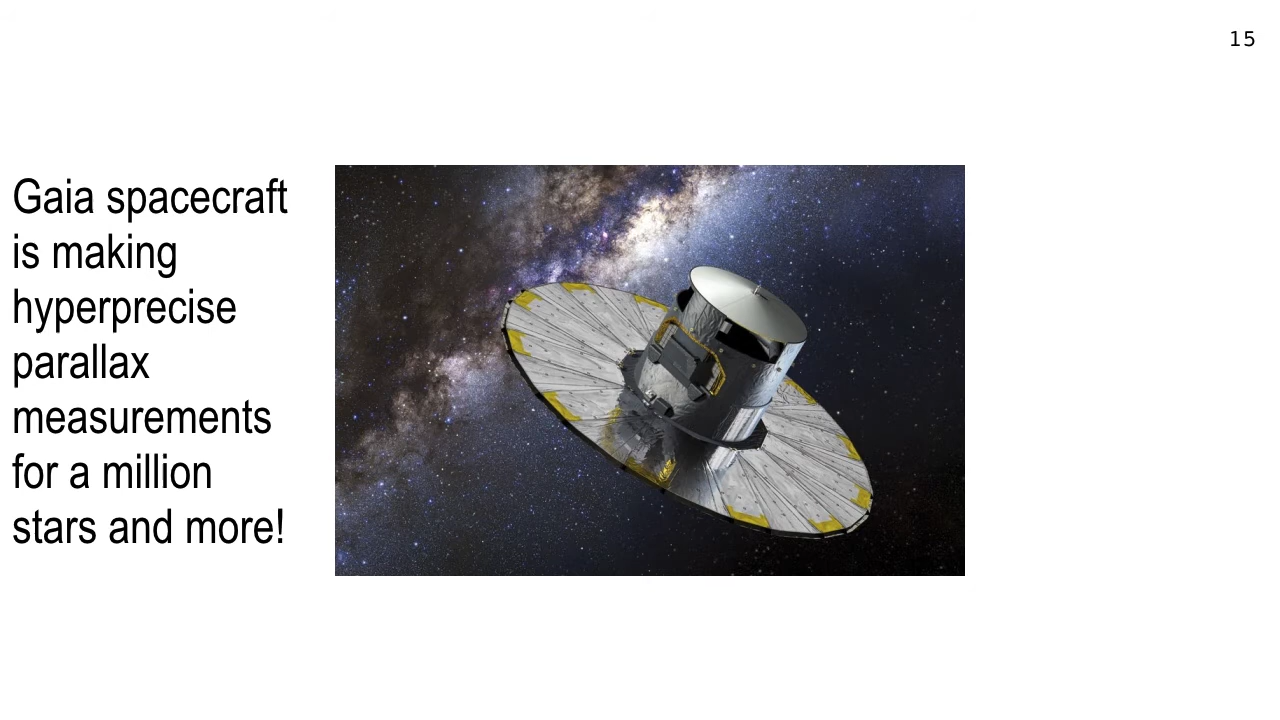 15
Gaia spacecraft
is making
hyperprecise
parallax
measurements
for a million
stars and more!